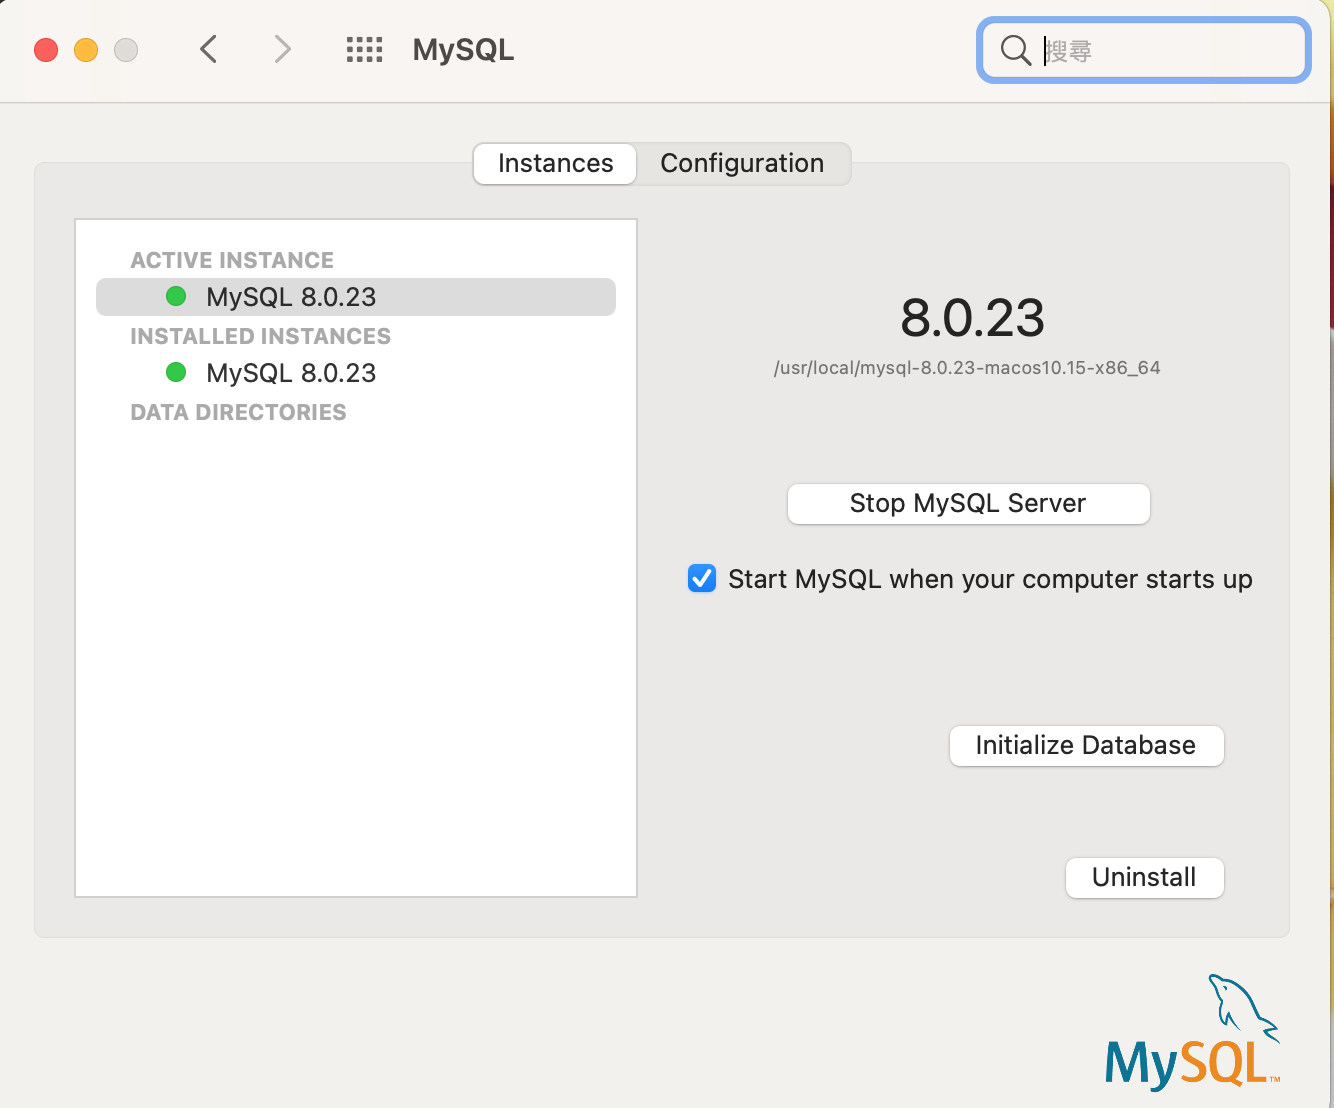 MySQL
搜尋
Instances
Configuration
ACTIVE INSTANCE
MySQL 8.0.23
INSTALLED INSTANCES
MySQL 8.0.23
DATA DIRECTORIES
8.0.23
/usr/local/mysql-8.0.23-macos10.15-x86_64
Stop MySQL Server
Start MySQL when your computer starts up
Initialize Database
Uninstall
MySQL™